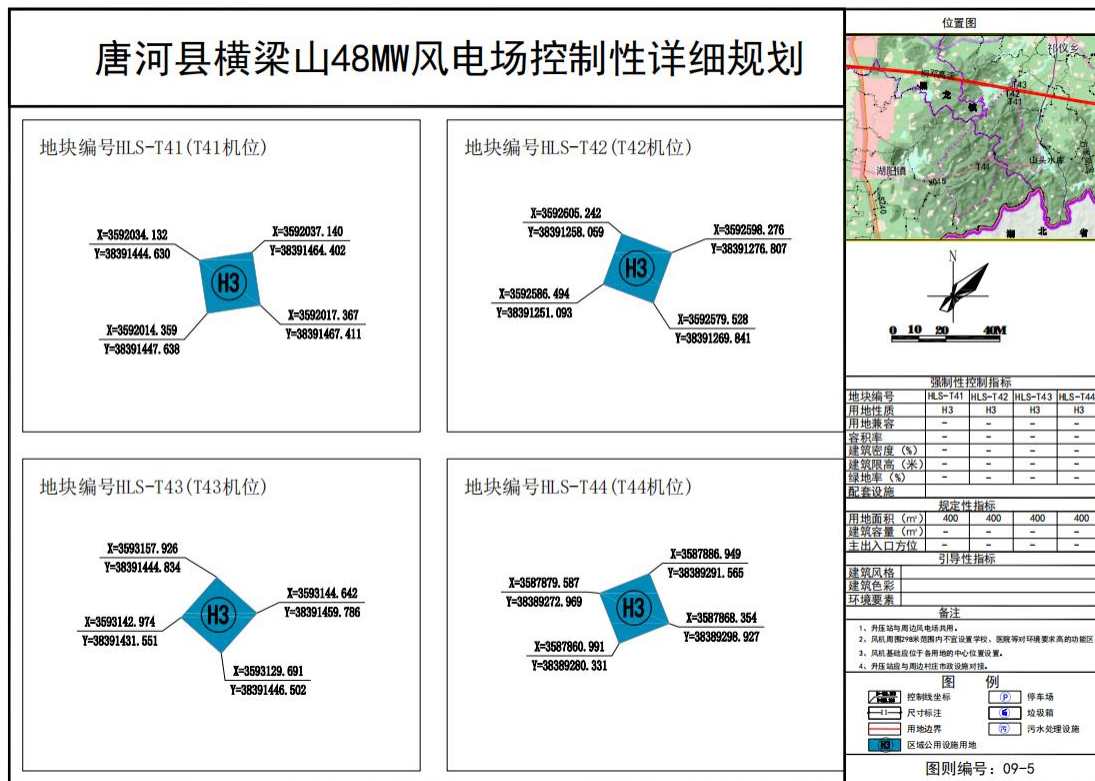 唐河县横梁山48MW风电场控制性详细规划
地块编号HLS-T41(T41机位)
X=3592034.132
Y=38391444.630
X=3592037.140
Y=38391464.402
X=3592014.359
Y=38391447.638
X=3592017.367
Y=38391467.411
H3
地块编号HLS-T42(T42机位)
X=3592605.242
Y=38391258.059
X=3592598.276
Y=38391276.807
X=3592586.494
Y=38391251.093
X=3592579.528
Y=38391269.841
H3
地块编号HLS-T43(T43机位)
X=3593157.926
Y=38391444.834
X=3593144.642
Y=38391459.786
X=3593142.974
Y=38391431.551
X=3593129.691
Y=38391446.502
H3
地块编号HLS-T44(T44机位)
X=3587886.949
Y=38389291.565
X=3587879.587
Y=38389272.969
X=3587868.354
Y=38389298.927
X=3587860.991
Y=38389280.331
H3
位置图
祁仪乡
T43
T42
T41
黑龙镇
T44
山头水库
湖阳镇
X015
S240
湖北省
N
0 10 20 40M
强制性控制指标
地块编号 HLS-T41 HLS-T42 HLS-T43 HLS-T44
用地性质 H3 H3 H3 H3
用地兼容 - - - -
容积率 - - - -
建筑密度(%) - - - -
建筑限高(米) - - - -
绿地率(%) - - - -
配套设施
规定性指标
用地面积(㎡) 400 400 400 400
建筑容量(㎡) - - - -
主出入口方位 - - - -
引导性指标
建筑风格
建筑色彩
环境要素
备注
1、升压站与周边风电场共用。
2、风机周围298米范围内不宜设置学校、医院等对环境要求高的功能区
3、风机基础应位于各用地的中心位置设置。
4、升压站应与周边村庄市政设施对接。
图 例
控制线坐标 P 停车场
尺寸标注 垃圾箱
用地边界 污 污水处理设施
H3 区域公用设施用地
图则编号：09-5